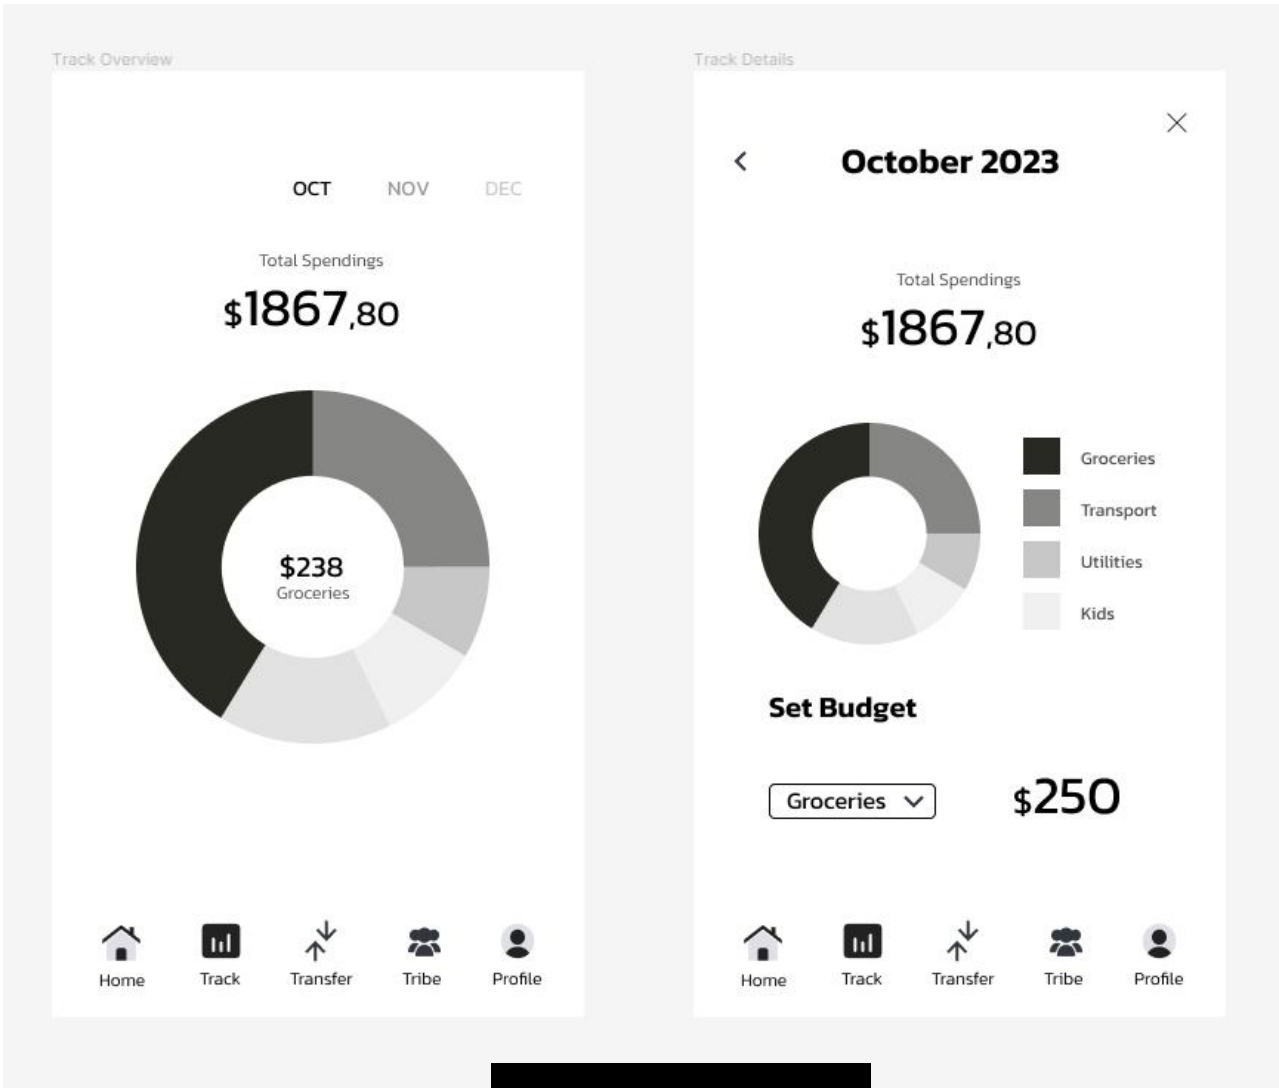 Track Overview
OCT NOV DEC
Total Spendings
$1867,80
$238
Groceries
Home Track Transfer Tribe Profile
Track Details
October 2023
Total Spendings
$1867,80
Groceries
Transport
Utilities
Kids
Set Budget
Groceries $250
Home Track Transfer Tribe Profile